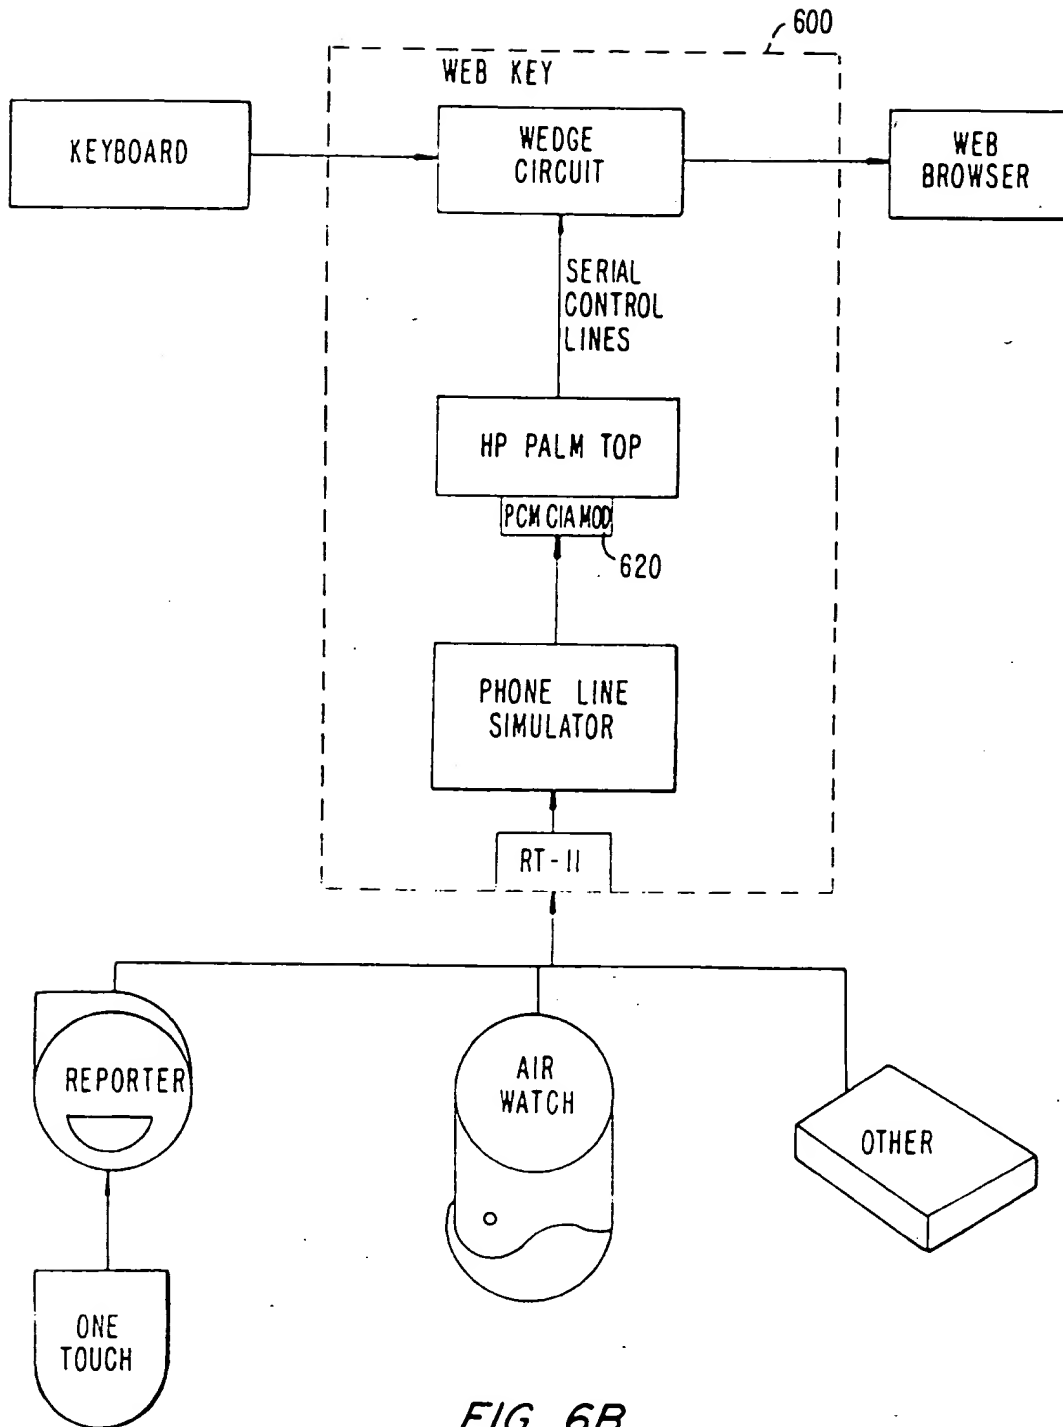 600
WEB KEY
KEYBOARD
WEDGE
CIRCUIT
WEB
BROWSER
SERIAL
CONTROL
LINES
HP PALM TOP
PCMCIA MOD
620
PHONE LINE
SIMULATOR
RT-11
REPORTER
AIR
WATCH
OTHER
ONE
TOUCH
FIG. 6B